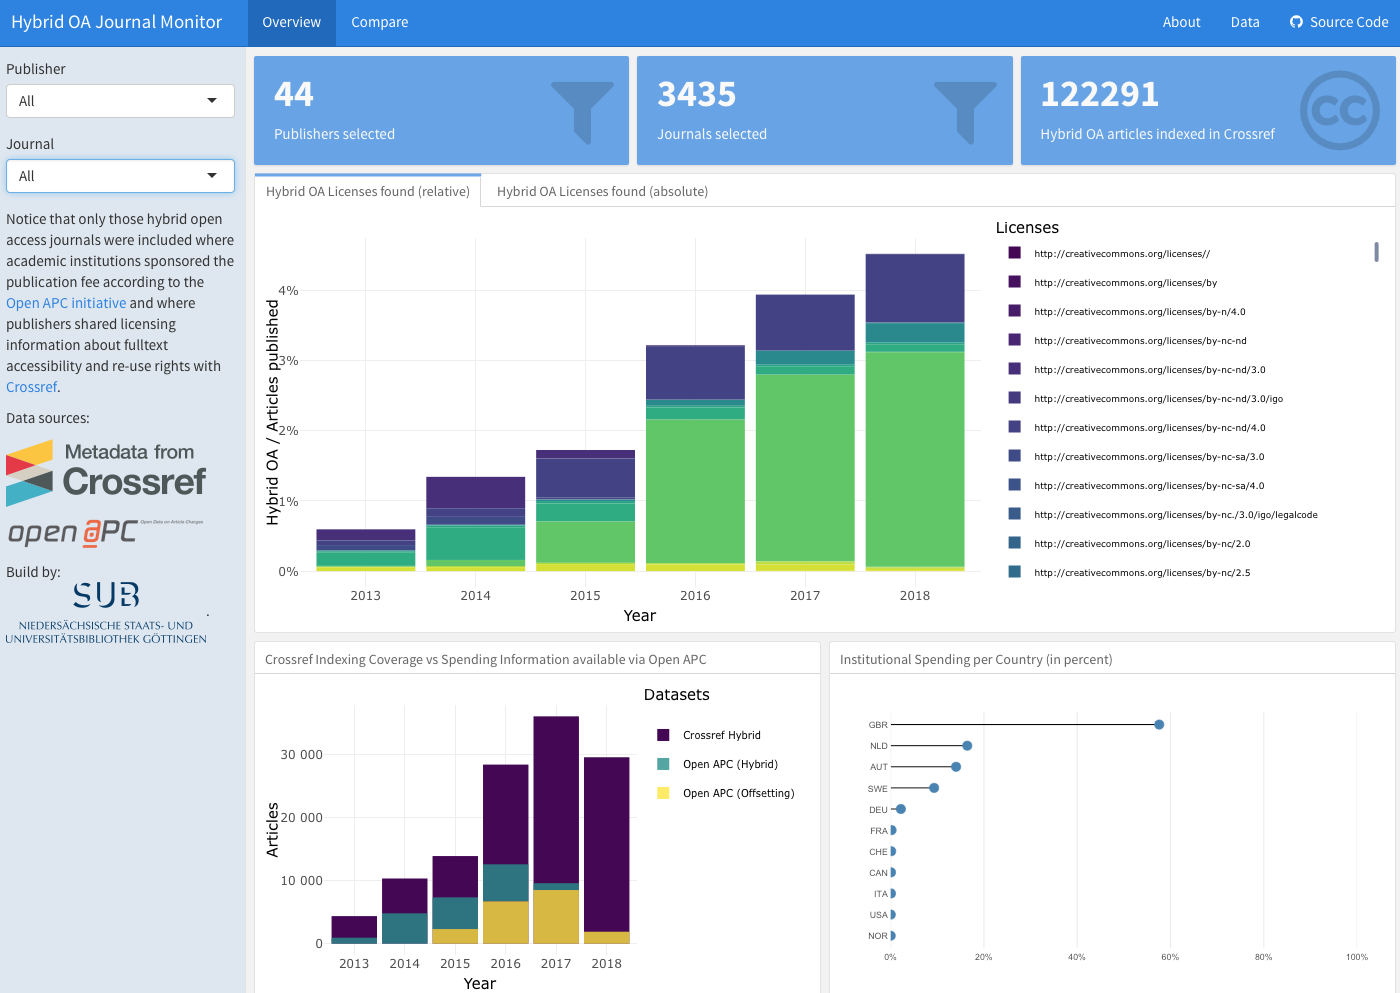 Hybrid OA Journal Monitor
Overview
Compare
About
Data
Source Code
Publisher
All
Journal
All
Notice that only those hybrid open
access journals were included where
academic institutions sponsored the
publication fee according to the
Open APC initiative and where
publishers shared licensing
information about fulltext
accessibility and re-use rights with
Crossref.
Data sources:
Metadata from
Crossref
open APC
Open Data on Article Charges
Build by:
SUB
.
NIEDERSÄCHSISCHE STAATS- UND
UNIVERSITÄTSBIBLIOTHEK GÖTTINGEN
44
Publishers selected
3435
Journals selected
122291
Hybrid OA articles indexed in Crossref
CC
Hybrid OA Licenses found (relative)
Hybrid OA Licenses found (absolute)
Hybrid OA / Articles published
4%
3%
2%
1%
0%
2013
2014
2015
2016
2017
2018
Year
Licenses
http://creativecommons.org/licenses//
http://creativecommons.org/licenses/by
http://creativecommons.org/licenses/by-n/4.0
http://creativecommons.org/licenses/by-nc-nd
http://creativecommons.org/licenses/by-nc-nd/3.0
http://creativecommons.org/licenses/by-nc-nd/3.0/igo
http://creativecommons.org/licenses/by-nc-nd/4.0
http://creativecommons.org/licenses/by-nc-sa/3.0
http://creativecommons.org/licenses/by-nc-sa/4.0
http://creativecommons.org/licenses/by-nc./3.0/igo/legalcode
http://creativecommons.org/licenses/by-nc/2.0
http://creativecommons.org/licenses/by-nc/2.5
Crossref Indexing Coverage vs Spending Information available via Open APC
Articles
30 000
20 000
10 000
0
2013
2014
2015
2016
2017
2018
Year
Datasets
Crossref Hybrid
Open APC (Hybrid)
Open APC (Offsetting)
Institutional Spending per Country (in percent)
GBR
NLD
AUT
SWE
DEU
FRA
CHE
CAN
ITA
USA
NOR
0%
20%
40%
60%
80%
100%